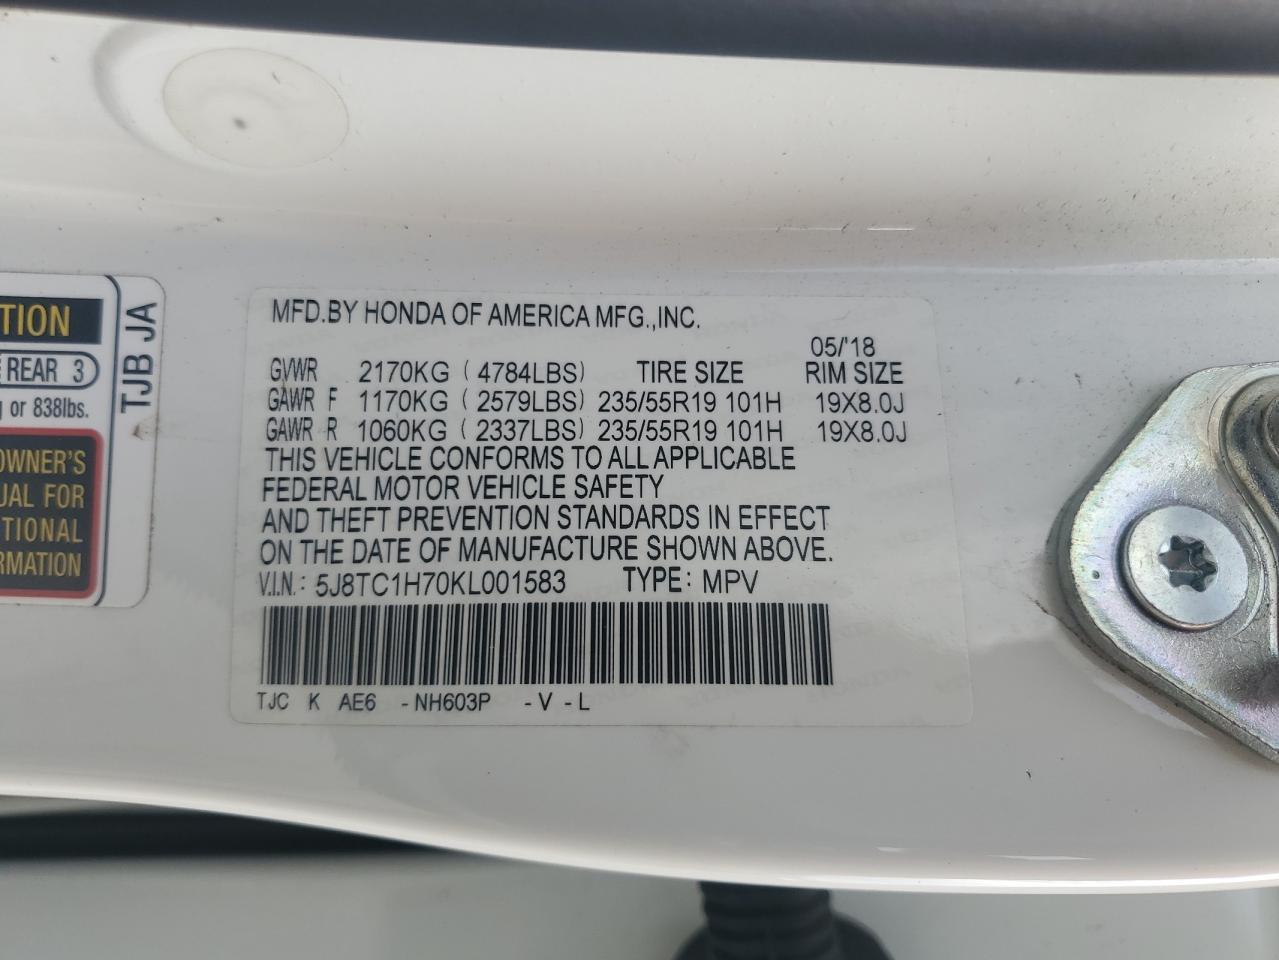 TION
REAR 3
or 838lbs.
OWNER'S
UAL FOR
TIONAL
ORMATION
TJB JA
MFD.BY HONDA OF AMERICA MFG.,INC.
05/'18
GVWR 2170KG (4784LBS) TIRE SIZE RIM SIZE
GAWR F 1170KG (2579LBS) 235/55R19 101H 19X8.0J
GAWR R 1060KG (2337LBS) 235/55R19 101H 19X8.0J
THIS VEHICLE CONFORMS TO ALL APPLICABLE
FEDERAL MOTOR VEHICLE SAFETY
AND THEFT PREVENTION STANDARDS IN EFFECT
ON THE DATE OF MANUFACTURE SHOWN ABOVE.
V.I.N.: 5J8TC1H70KL001583 TYPE: MPV
TJC K AE6 -NH603P -V -L